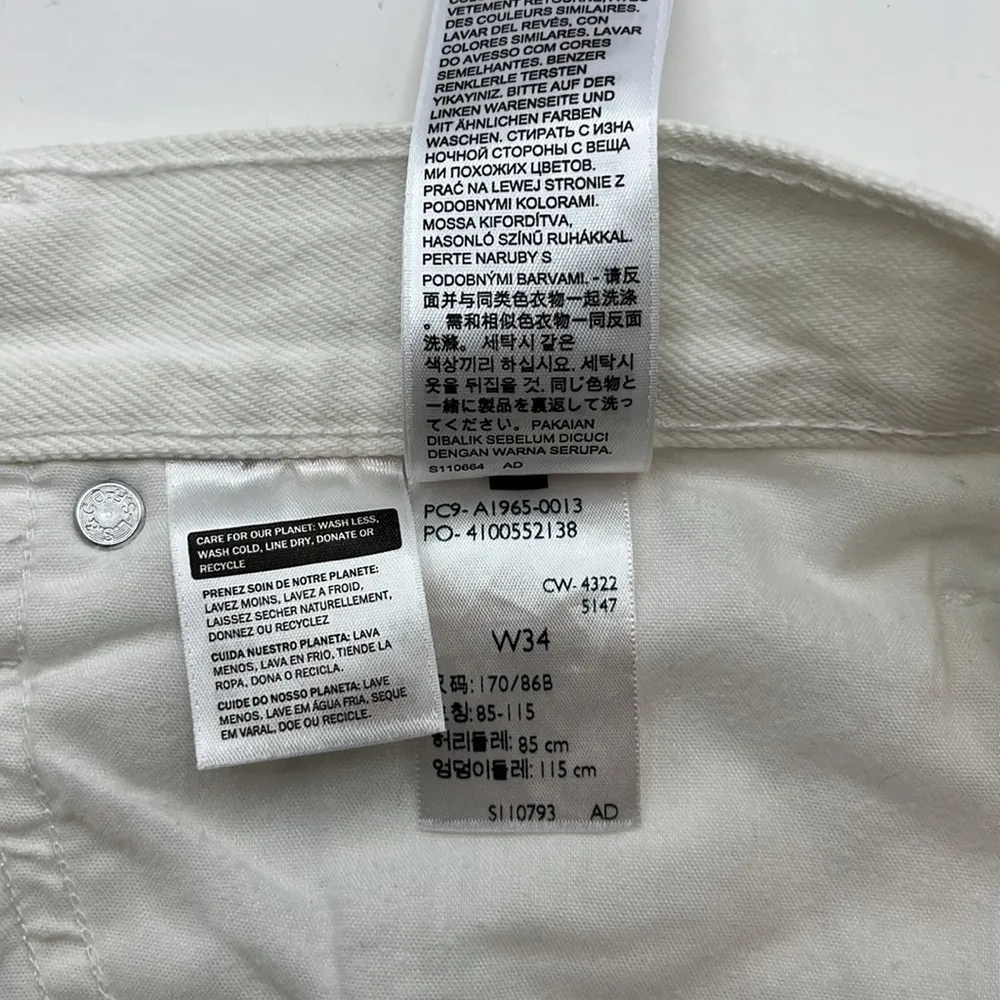 VETEMENT RETOURNE, AVEC
DES COULEURS SIMILAIRES.
LAVAR DEL REVÉS, CON
COLORES SIMILARES. LAVAR
DO AVESSO COM CORES
SEMELHANTES. BENZER
RENKLERLE TERSTEN
YIKAYINIZ. BITTE AUF DER
LINKEN WARENSEITE UND
MIT ÄHNLICHEN FARBEN
WASCHEN. СТИРАТЬ С ИЗНА
НОЧНОЙ СТОРОНЫ С ВЕЩА
МИ ПОХОЖИХ ЦВЕТОВ.
PRAĆ NA LEWEJ STRONIE Z
PODOBNYMI KOLORAMI.
MOSSA KIFORDÍTVA,
HASONLÓ SZÍNŰ RUHÁKKAL.
PERTE NARUBY S
PODOBNÝMI BARVAMI. - 请反
面并与同类色衣物一起洗涤
。 需和相似色衣物一同反面
洗滌。 세탁시 같은
색상끼리 하십시요. 세탁시
옷을 뒤집을 것. 同じ色物と
一緒に製品を裏返して洗っ
てください。 PAKAIAN
DIBALIK SEBELUM DICUCI
DENGAN WARNA SERUPA.
S110664 AD
CARE FOR OUR PLANET: WASH LESS,
WASH COLD, LINE DRY, DONATE OR
RECYCLE
PRENEZ SOIN DE NOTRE PLANETE:
LAVEZ MOINS, LAVEZ A FROID,
LAISSEZ SECHER NATURELLEMENT,
DONNEZ OU RECYCLEZ
CUIDA NUESTRO PLANETA: LAVA
MENOS, LAVA EN FRIO, TIENDE LA
ROPA, DONA O RECICLA.
CUIDE DO NOSSO PLANETA: LAVE
MENOS, LAVE EM ÁGUA FRIA, SEQUE
EM VARAL, DOE OU RECICLE.
PC9- A1965-0013
PO- 4100552138
CW- 4322
5147
W34
尺码: 170/86B
호칭: 85-115
허리둘레: 85 cm
엉덩이둘레: 115 cm
S110793 AD